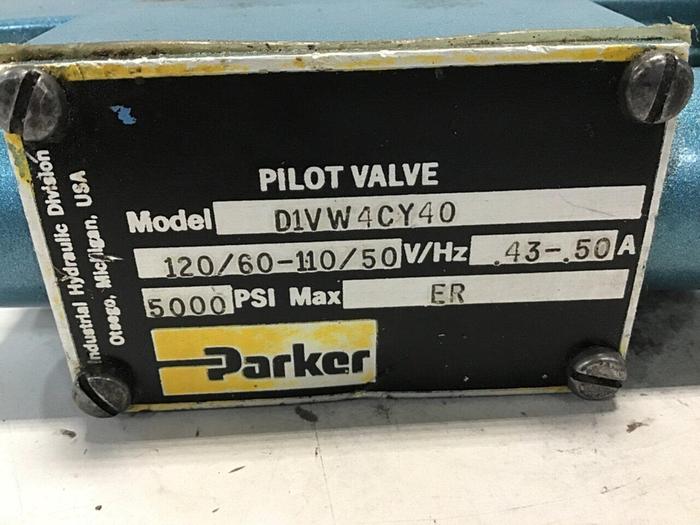 PILOT VALVE
Model D1VW4CY40
120/60-110/50 V/Hz .43-.50 A
5000 PSI Max ER
Parker
Industrial Hydraulic Division
Otsego, Michigan, USA